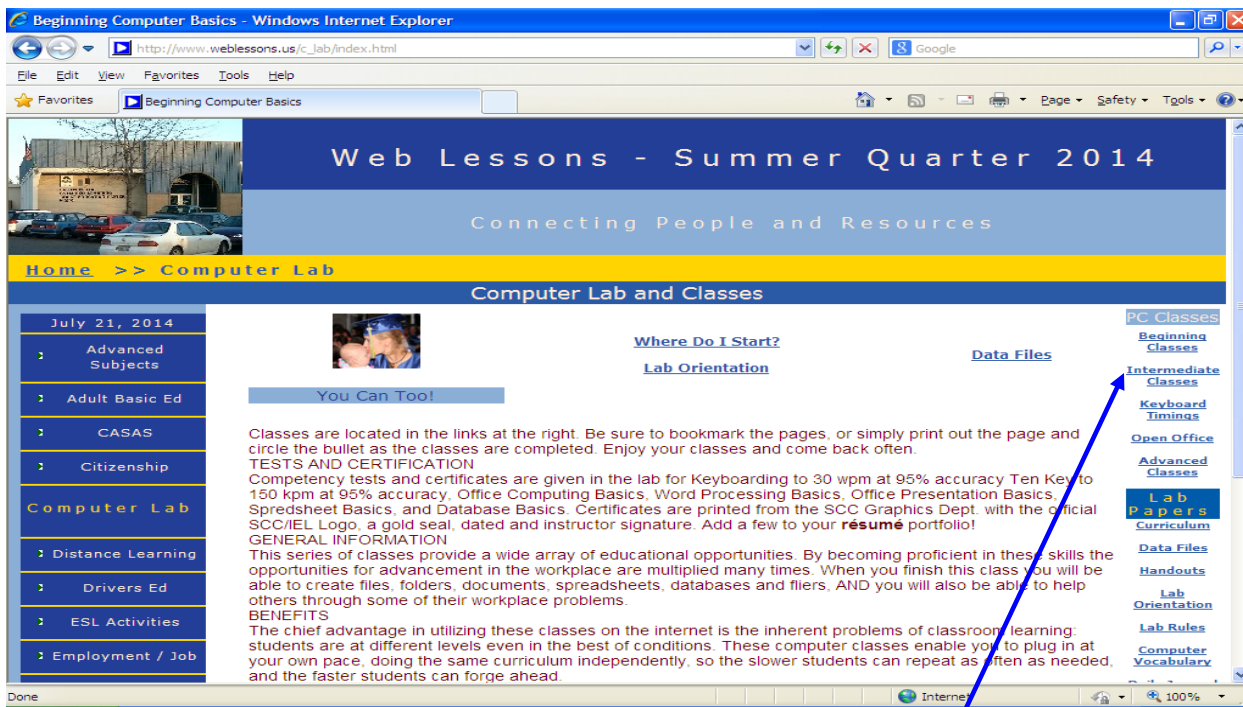 Beginning Computer Basics - Windows Internet Explorer
http://www.weblessons.us/c_lab/index.html
Google
File Edit View Favorites Tools Help
Favorites
Beginning Computer Basics
Page Safety Tools
Web Lessons - Summer Quarter 2014
Connecting People and Resources
Home >> Computer Lab
Computer Lab and Classes
July 21, 2014
Advanced
Subjects
Adult Basic Ed
CASAS
Citizenship
Computer Lab
Distance Learning
Drivers Ed
ESL Activities
Employment / Job
Where Do I Start?
Lab Orientation
Data Files
You Can Too!
Classes are located in the links at the right. Be sure to bookmark the pages, or simply print out the page and
circle the bullet as the classes are completed. Enjoy your classes and come back often.
TESTS AND CERTIFICATION
Competency tests and certificates are given in the lab for Keyboarding to 30 wpm at 95% accuracy Ten Key to
150 kpm at 95% accuracy, Office Computing Basics, Word Processing Basics, Office Presentation Basics,
Spredsheet Basics, and Database Basics. Certificates are printed from the SCC Graphics Dept. with the official
SCC/IEL Logo, a gold seal, dated and instructor signature. Add a few to your résumé portfolio!
GENERAL INFORMATION
This series of classes provide a wide array of educational opportunities. By becoming proficient in these skills the
opportunities for advancement in the workplace are multiplied many times. When you finish this class you will be
able to create files, folders, documents, spreadsheets, databases and fliers, AND you will also be able to help
others through some of their workplace problems.
BENEFITS
The chief advantage in utilizing these classes on the internet is the inherent problems of classroom learning:
students are at different levels even in the best of conditions. These computer classes enable you to plug in at
your own pace, doing the same curriculum independently, so the slower students can repeat as often as needed,
and the faster students can forge ahead.
PC Classes
Beginning
Classes
Intermediate
Classes
Keyboard
Timings
Open Office
Advanced
Classes
Lab
Papers
Curriculum
Data Files
Handouts
Lab
Orientation
Lab Rules
Computer
Vocabulary
Done
Internet
100%